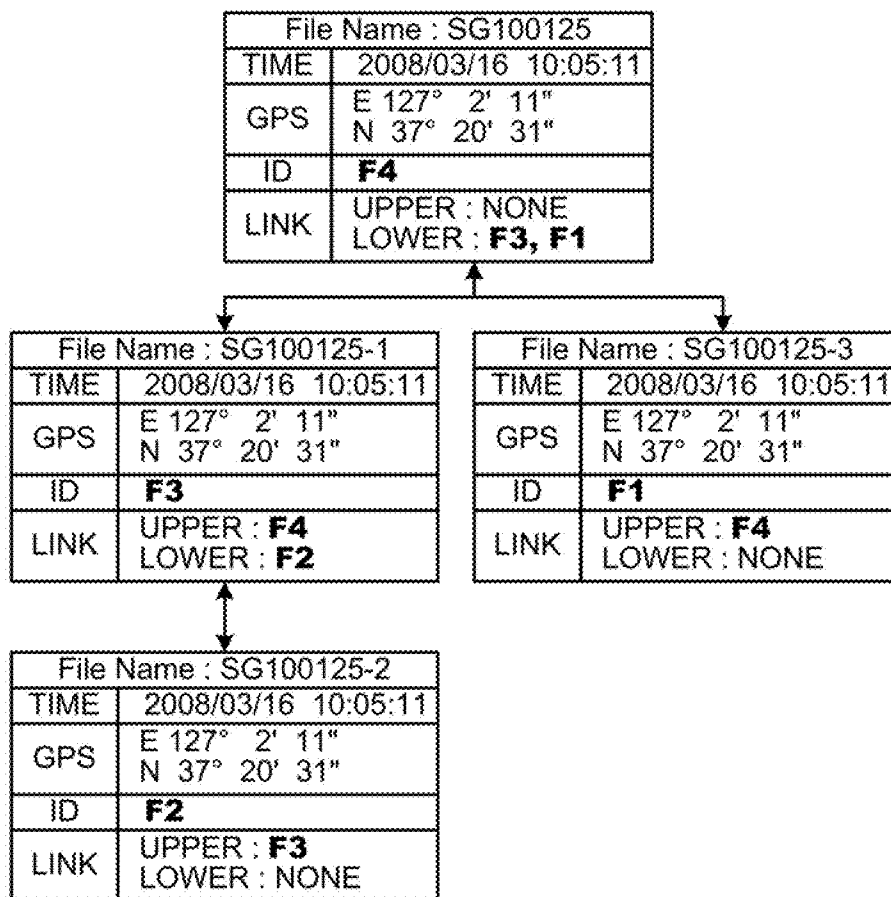 File Name : SG100125
TIME 2008/03/16 10:05:11
GPS E 127° 2' 11"
N 37° 20' 31"
ID F4
LINK UPPER : NONE
LOWER : F3, F1
File Name : SG100125-1
TIME 2008/03/16 10:05:11
GPS E 127° 2' 11"
N 37° 20' 31"
ID F3
LINK UPPER : F4
LOWER : F2
File Name : SG100125-3
TIME 2008/03/16 10:05:11
GPS E 127° 2' 11"
N 37° 20' 31"
ID F1
LINK UPPER : F4
LOWER : NONE
File Name : SG100125-2
TIME 2008/03/16 10:05:11
GPS E 127° 2' 11"
N 37° 20' 31"
ID F2
LINK UPPER : F3
LOWER : NONE